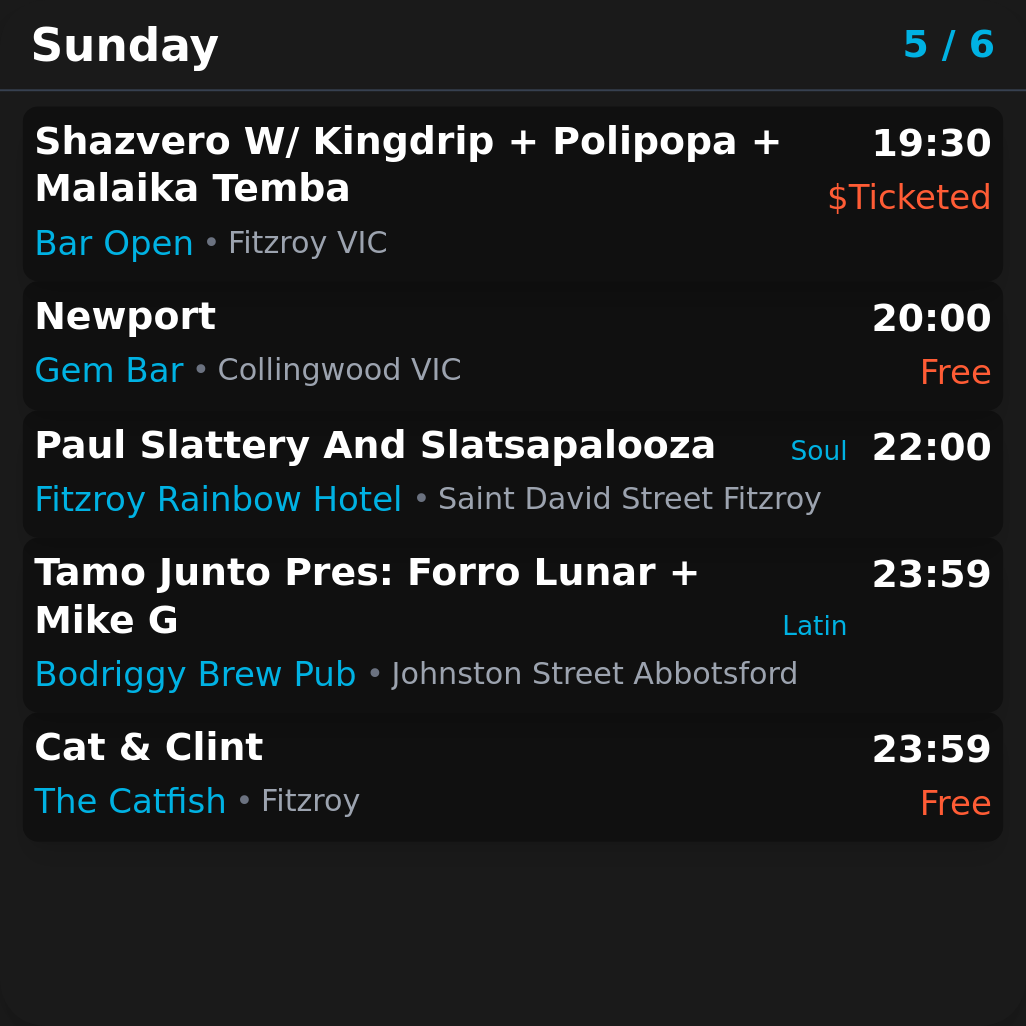 Sunday
5 / 6
Shazvero W/ Kingdrip + Polipopa +
Malaika Temba
19:30
$Ticketed
Bar Open • Fitzroy VIC
Newport
20:00
Gem Bar • Collingwood VIC
Free
Paul Slattery And Slatsapalooza
Soul
22:00
Fitzroy Rainbow Hotel • Saint David Street Fitzroy
Tamo Junto Pres: Forro Lunar +
Mike G
Latin
23:59
Bodriggy Brew Pub • Johnston Street Abbotsford
Cat & Clint
23:59
The Catfish • Fitzroy
Free